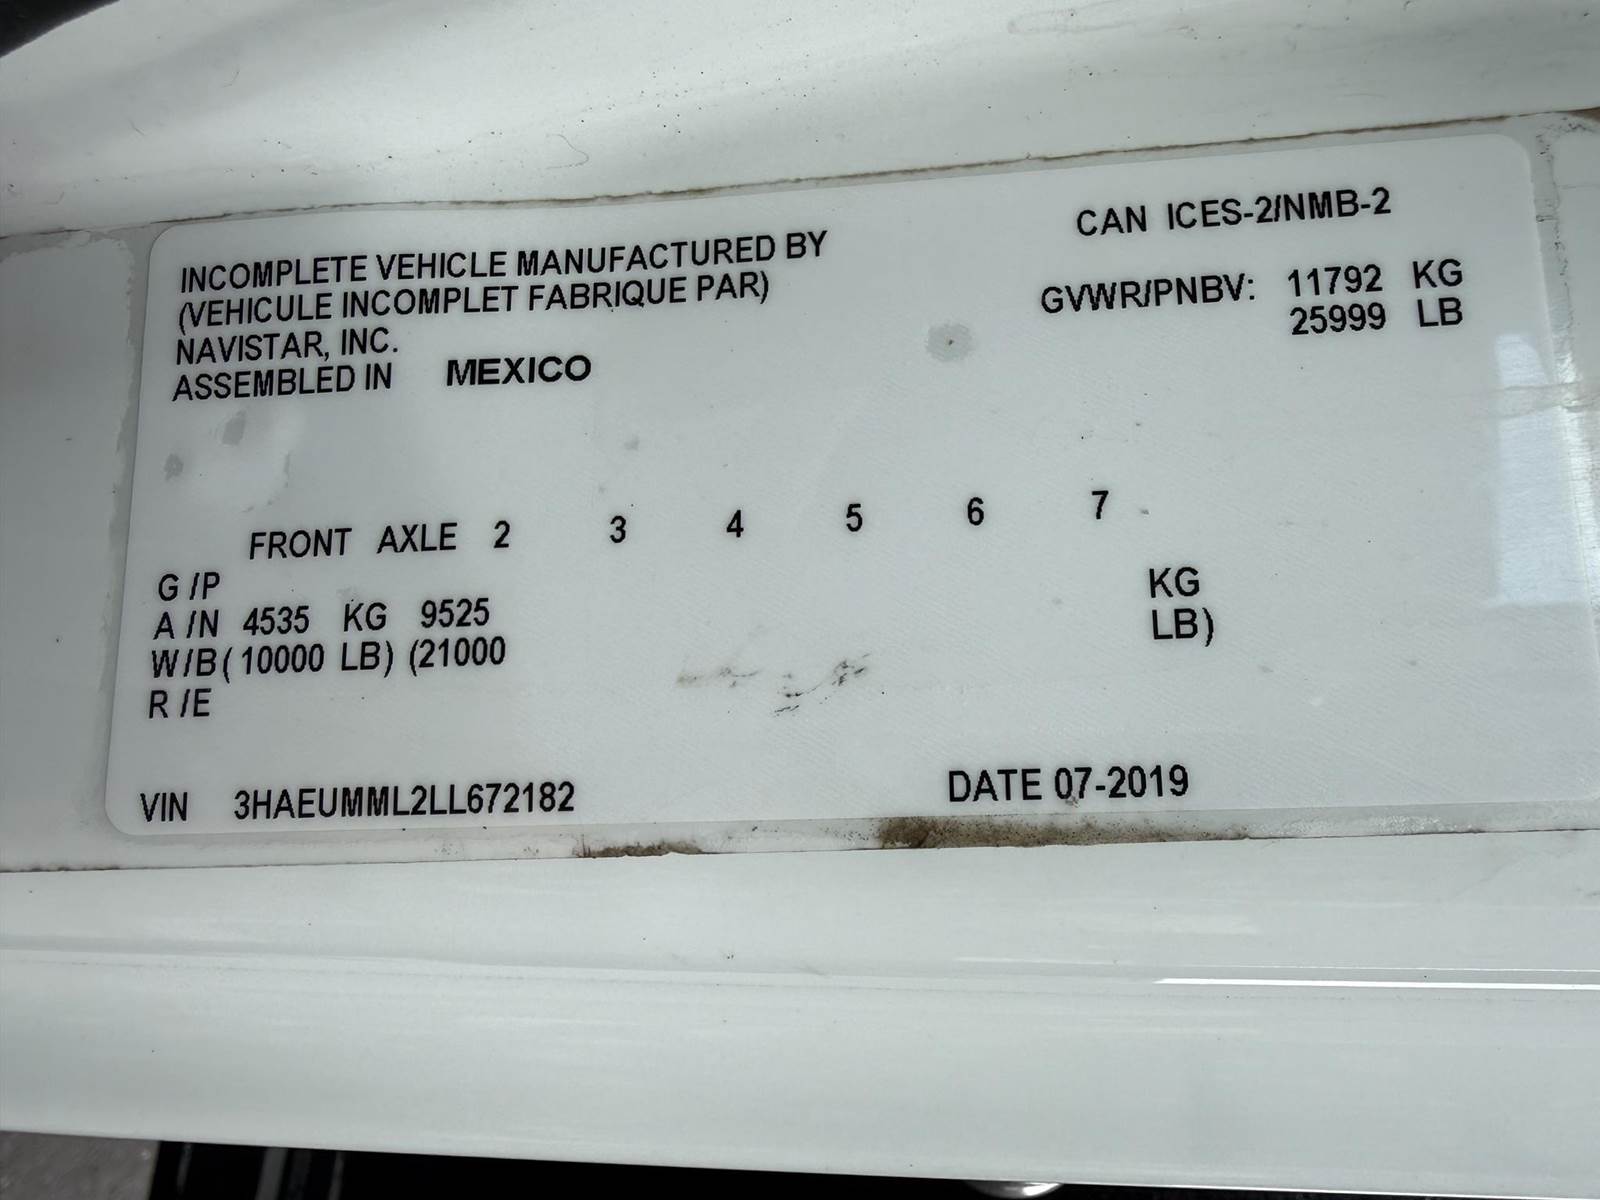 CAN ICES-2/NMB-2
INCOMPLETE VEHICLE MANUFACTURED BY
(VEHICULE INCOMPLET FABRIQUE PAR)
NAVISTAR, INC.
ASSEMBLED IN MEXICO
GVWR/PNBV: 11792 KG
25999 LB
FRONT AXLE 2 3 4 5 6 7
G /P
A /N 4535 KG 9525 KG
W/B ( 10000 LB) (21000 LB)
R /E
VIN 3HAEUMML2LL672182
DATE 07-2019